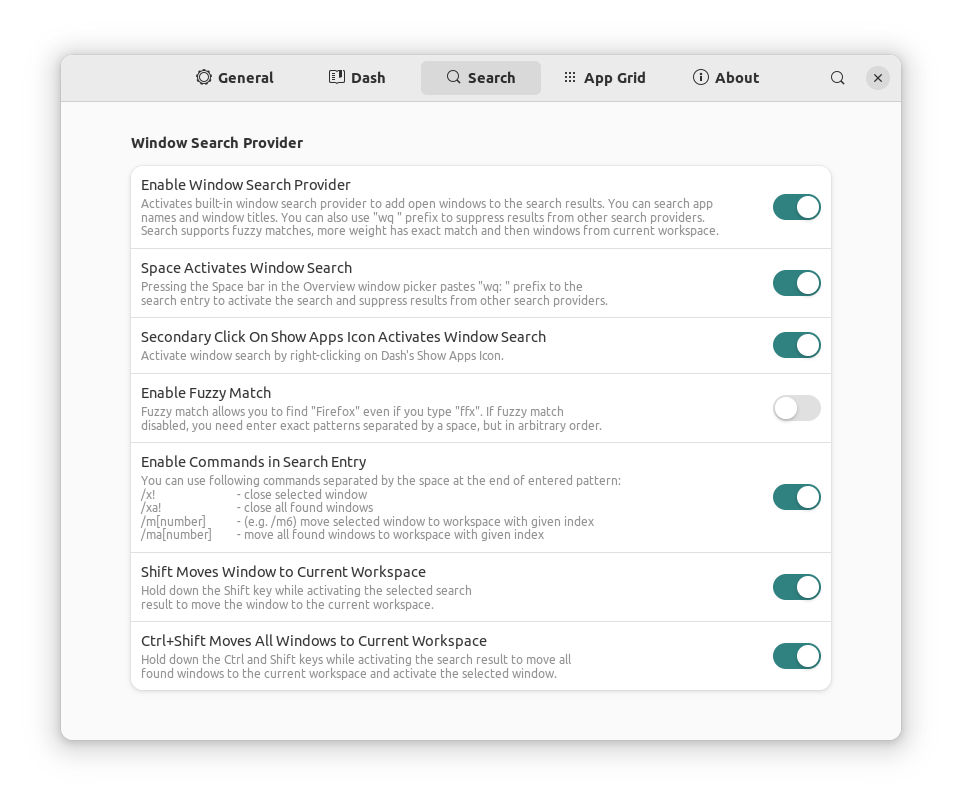 General Dash Search App Grid About
Window Search Provider
Enable Window Search Provider
Activates built-in window search provider to add open windows to the search results. You can search app
names and window titles. You can also use "wq " prefix to suppress results from other search providers.
Search supports fuzzy matches, more weight has exact match and then windows from current workspace.
Space Activates Window Search
Pressing the Space bar in the Overview window picker pastes "wq: " prefix to the
search entry to activate the search and suppress results from other search providers.
Secondary Click On Show Apps Icon Activates Window Search
Activate window search by right-clicking on Dash's Show Apps Icon.
Enable Fuzzy Match
Fuzzy match allows you to find "Firefox" even if you type "ffx". If fuzzy match
disabled, you need enter exact patterns separated by a space, but in arbitrary order.
Enable Commands in Search Entry
You can use following commands separated by the space at the end of entered pattern:
/x! - close selected window
/xa! - close all found windows
/m[number] - (e.g. /m6) move selected window to workspace with given index
/ma[number] - move all found windows to workspace with given index
Shift Moves Window to Current Workspace
Hold down the Shift key while activating the selected search
result to move the window to the current workspace.
Ctrl+Shift Moves All Windows to Current Workspace
Hold down the Ctrl and Shift keys while activating the search result to move all
found windows to the current workspace and activate the selected window.